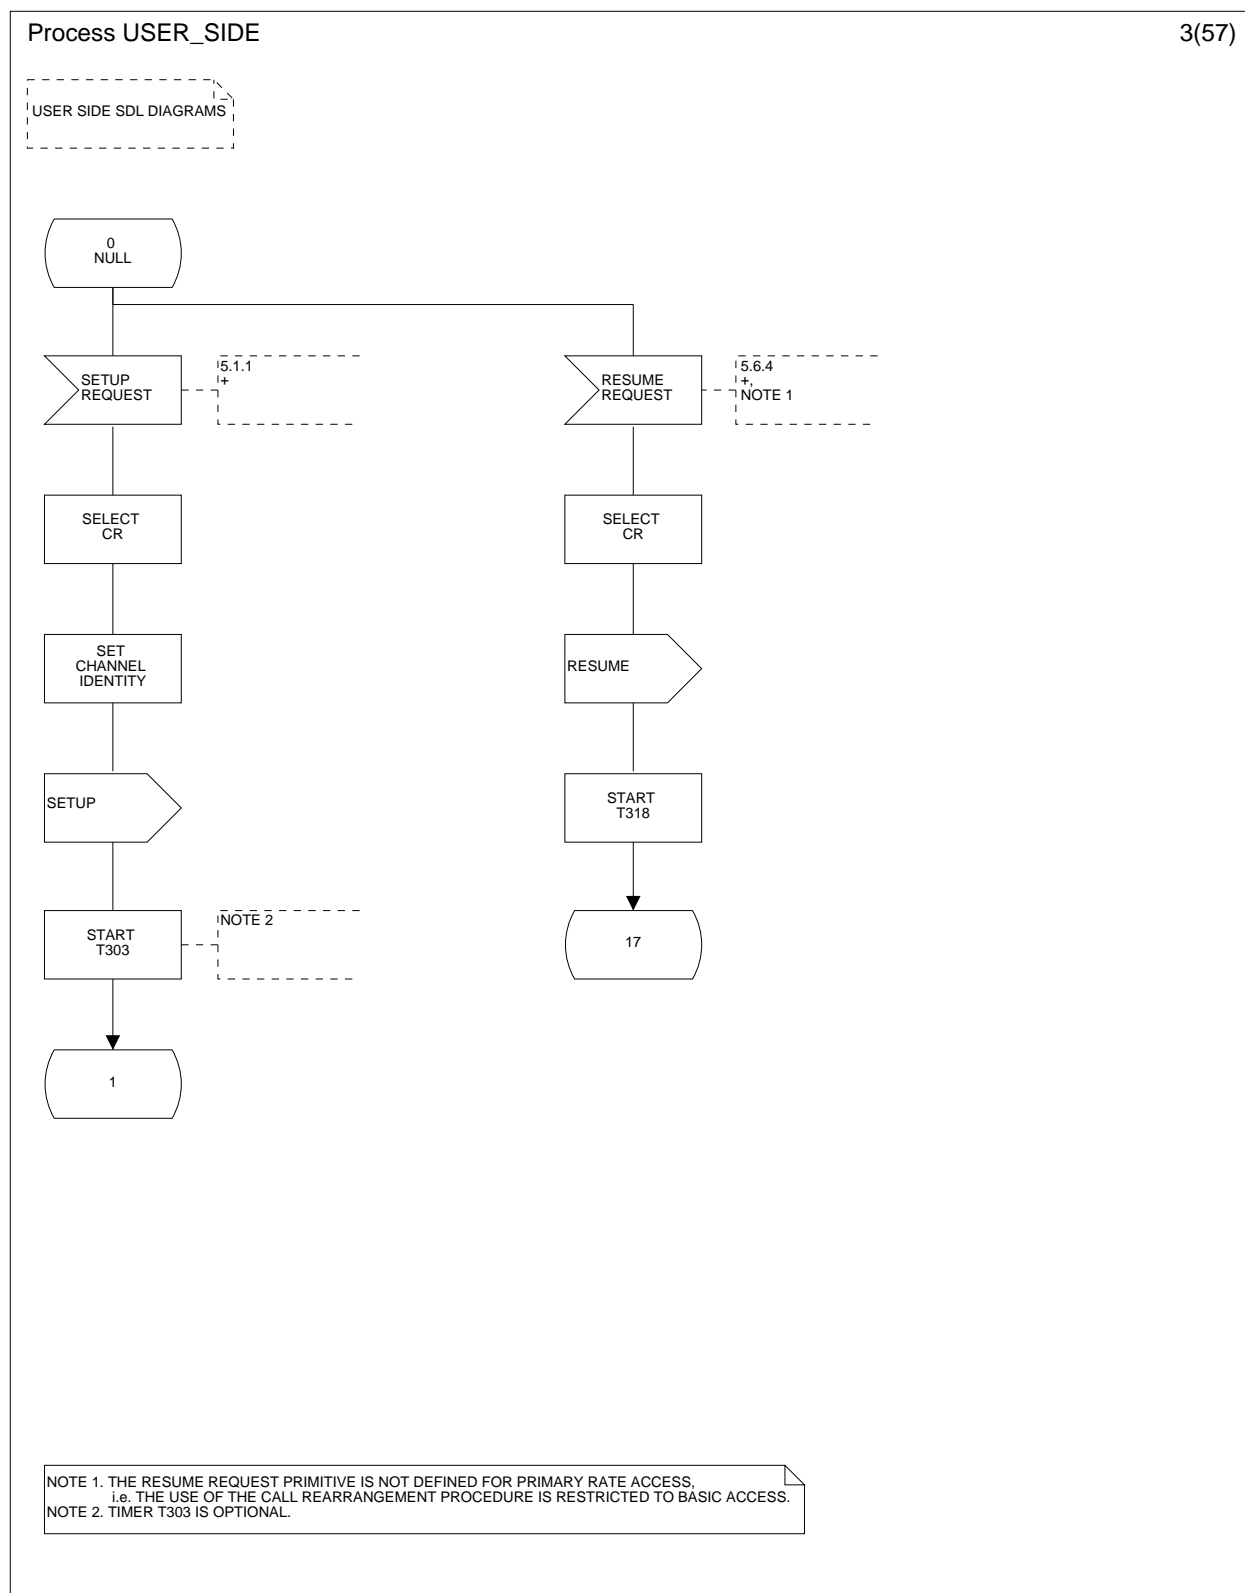 Process USER_SIDE
3(57)
USER SIDE SDL DIAGRAMS
0
NULL
SETUP
REQUEST
5.1.1
+
RESUME
REQUEST
5.6.4
+,
NOTE 1
SELECT
CR
SELECT
CR
SET
CHANNEL
IDENTITY
RESUME
SETUP
START
T318
START
T303
NOTE 2
17
1
NOTE 1. THE RESUME REQUEST PRIMITIVE IS NOT DEFINED FOR PRIMARY RATE ACCESS,
i.e. THE USE OF THE CALL REARRANGEMENT PROCEDURE IS RESTRICTED TO BASIC ACCESS.
NOTE 2. TIMER T303 IS OPTIONAL.